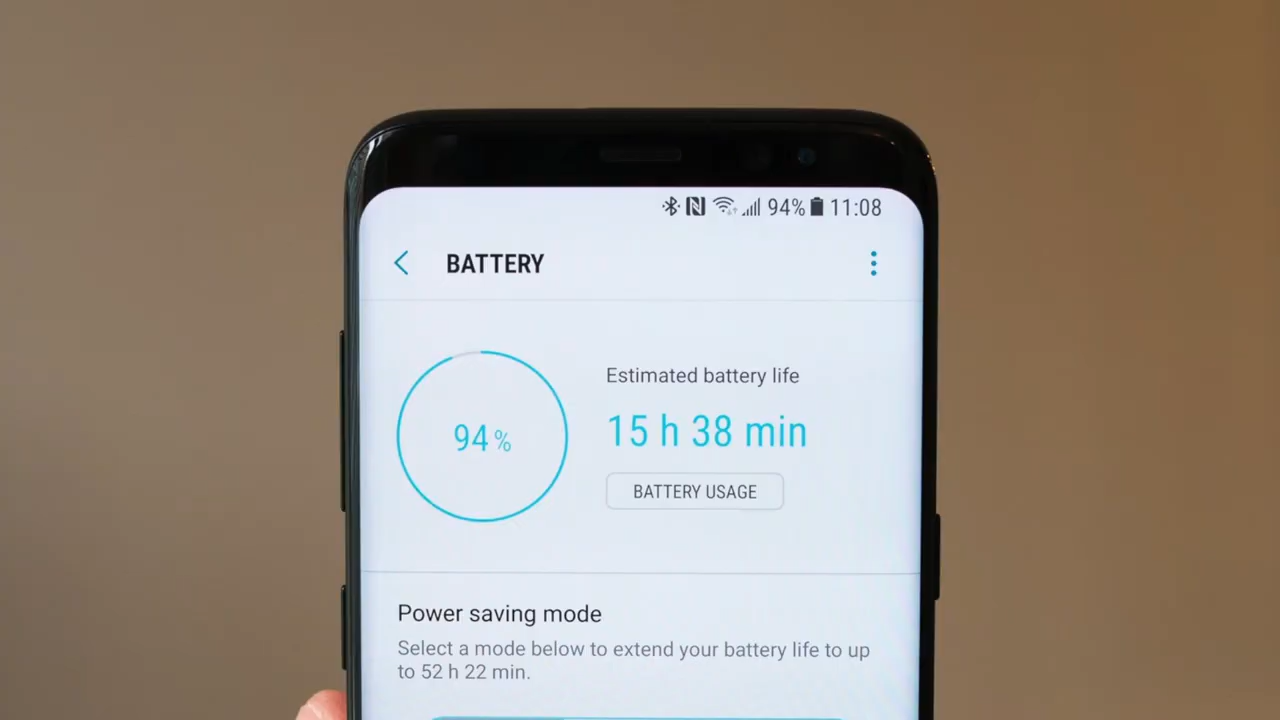 94% 11:08
BATTERY
94%
Estimated battery life
15 h 38 min
BATTERY USAGE
Power saving mode
Select a mode below to extend your battery life to up
to 52 h 22 min.